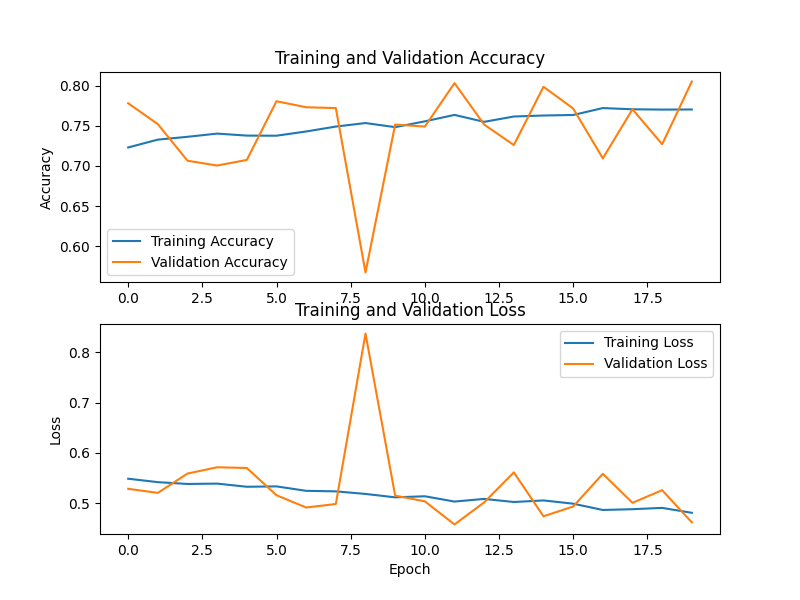 Training and Validation Accuracy
Accuracy
0.80
0.75
0.70
0.65
0.60
Training Accuracy
Validation Accuracy
0.0 2.5 5.0 7.5 10.0 12.5 15.0 17.5
Training and Validation Loss
Loss
0.8
0.7
0.6
0.5
Training Loss
Validation Loss
0.0 2.5 5.0 7.5 10.0 12.5 15.0 17.5
Epoch